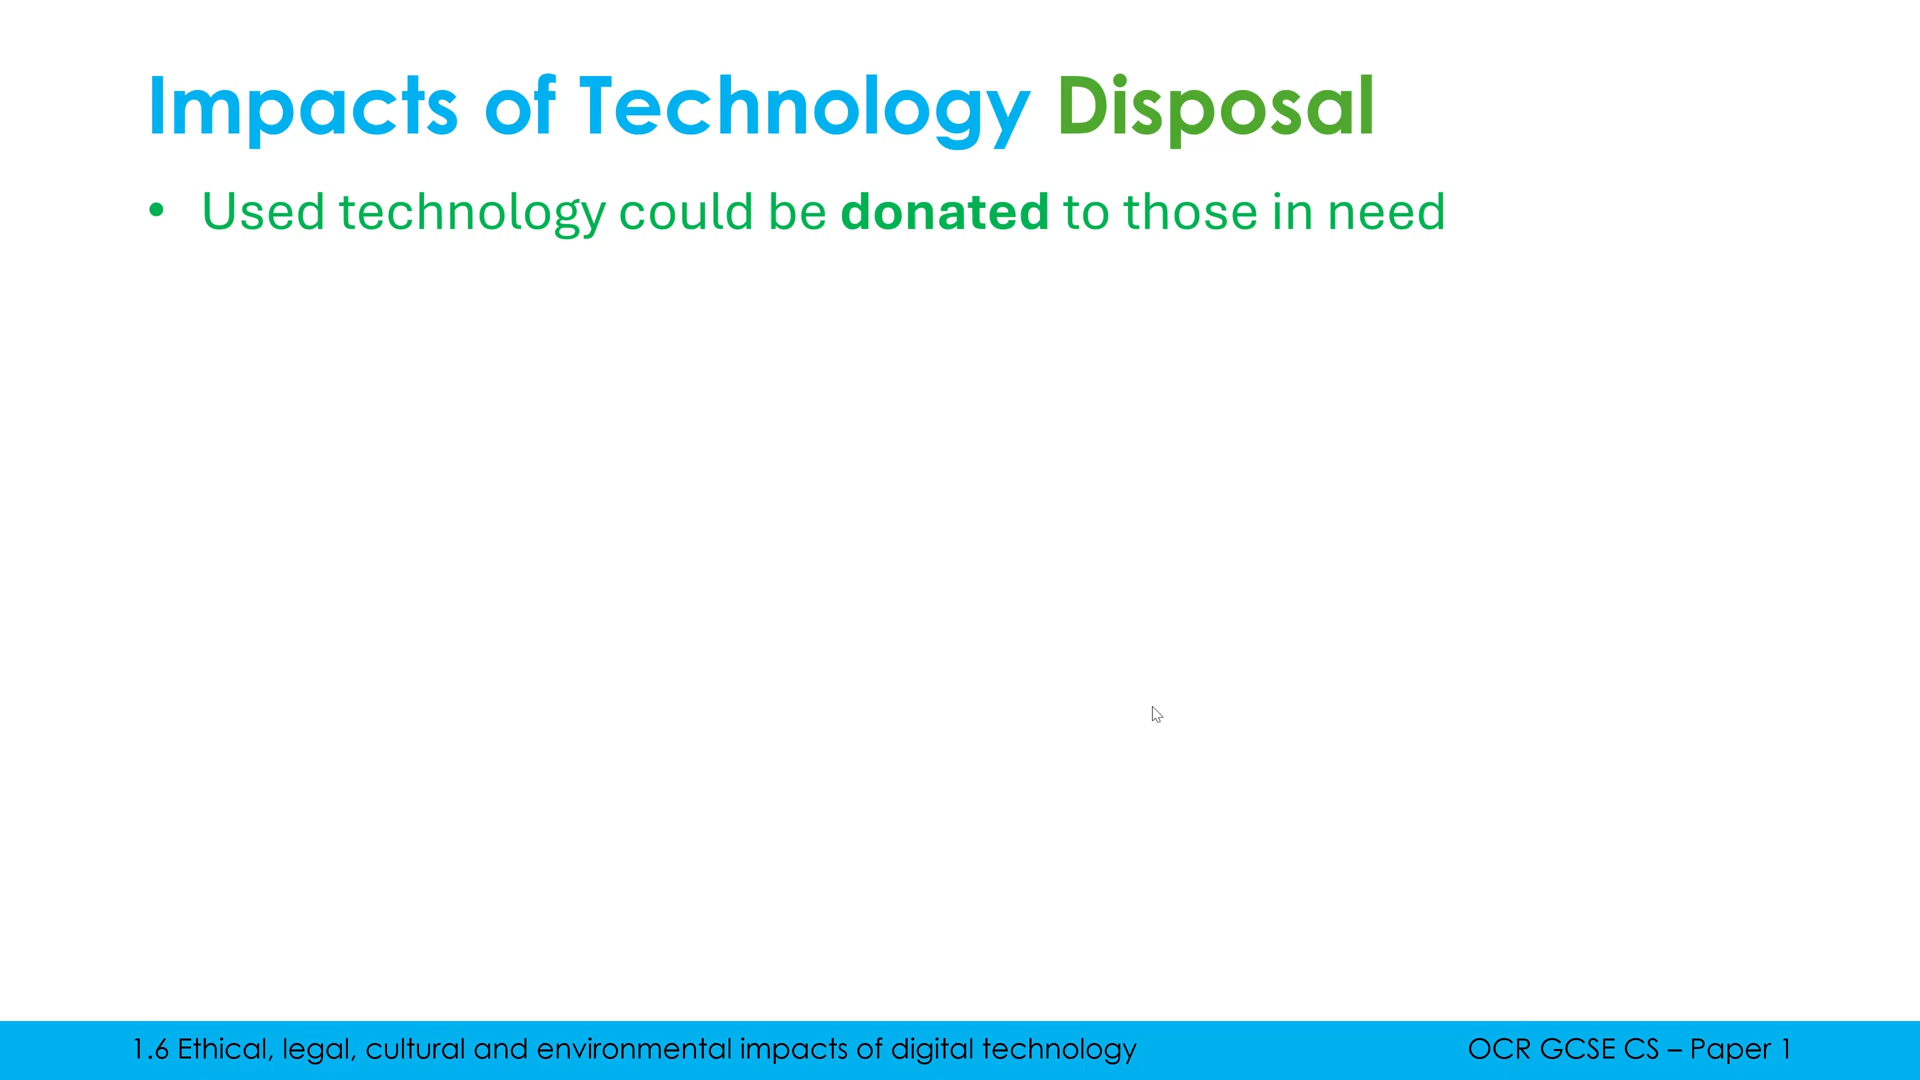 Impacts of Technology Disposal
• Used technology could be donated to those in need
1.6 Ethical, legal, cultural and environmental impacts of digital technology
OCR GCSE CS – Paper 1